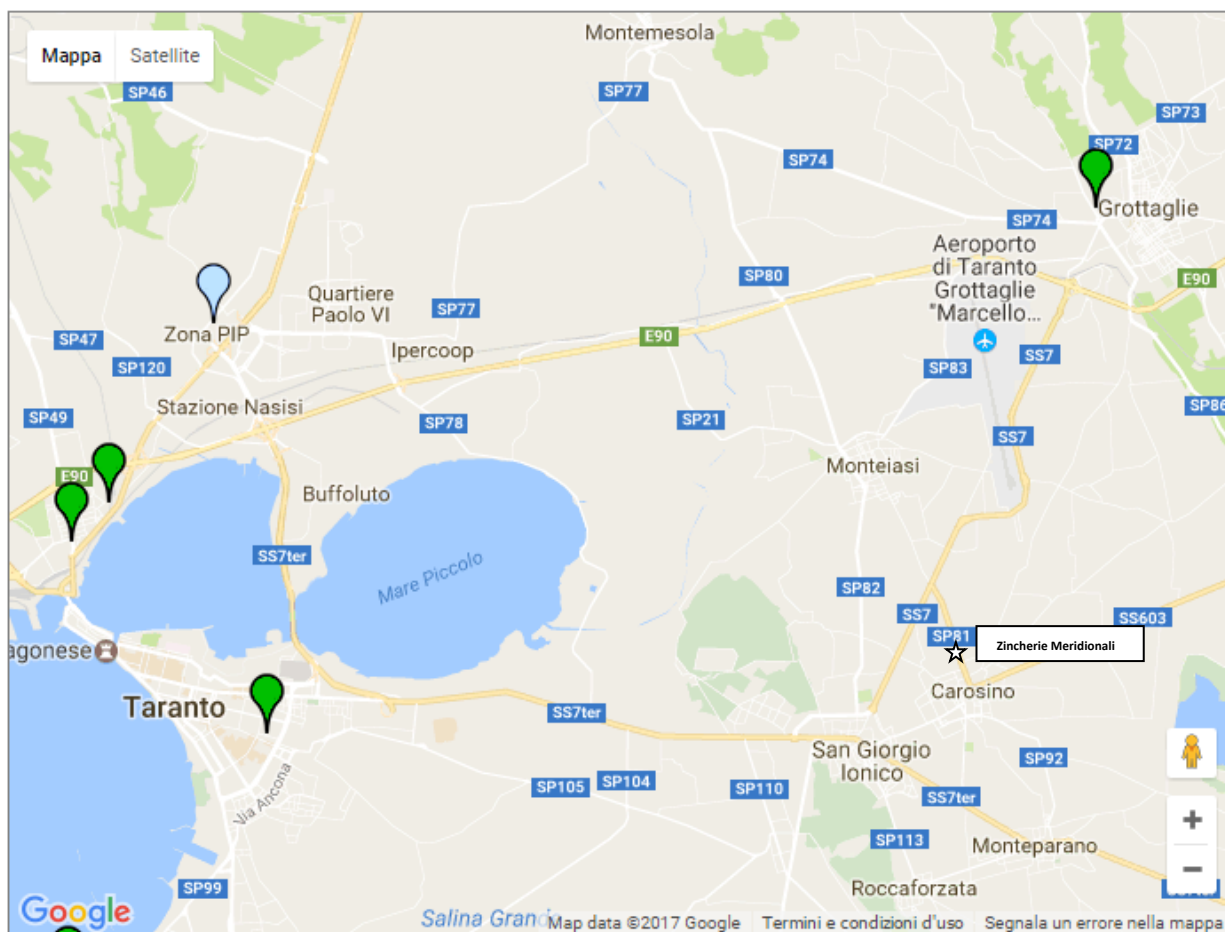 Montemesola
Mappa
Satellite
SP46
SP77
SP73
SP72
SP74
Grottaglie
SP74
Aeroporto
di Taranto
Grottaglie
"Marcello...
SP80
E90
Quartiere
Paolo VI
SP77
Zona PIP
SP47
Ipercoop
E90
SP120
SP83
SS7
Stazione Nasisi
SP49
SP78
SP21
SP86
SS7
E90
Monteiasi
Buffoluto
SS7ter
Mare Piccolo
SP82
SS7
SS603
SP81
Zincherie Meridionali
agonese
Carosino
Taranto
SS7ter
San Giorgio
Ionico
SP92
Via Ancona
SP105
SP104
SP110
SS7ter
SP113
Monteparano
SP99
Roccaforzata
Google
Salina Grande
Map data ©2017 Google
Termini e condizioni d'uso
Segnala un errore nella mappa